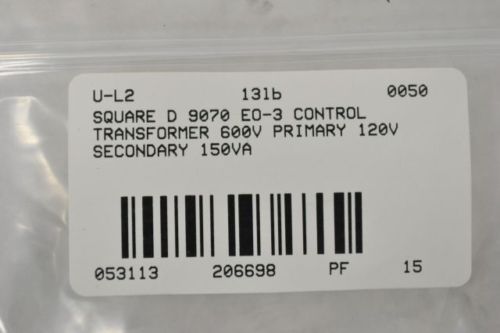 U-L2 131b 0050
SQUARE D 9070 EO-3 CONTROL
TRANSFORMER 600V PRIMARY 120V
SECONDARY 150VA
053113 206698 PF 15